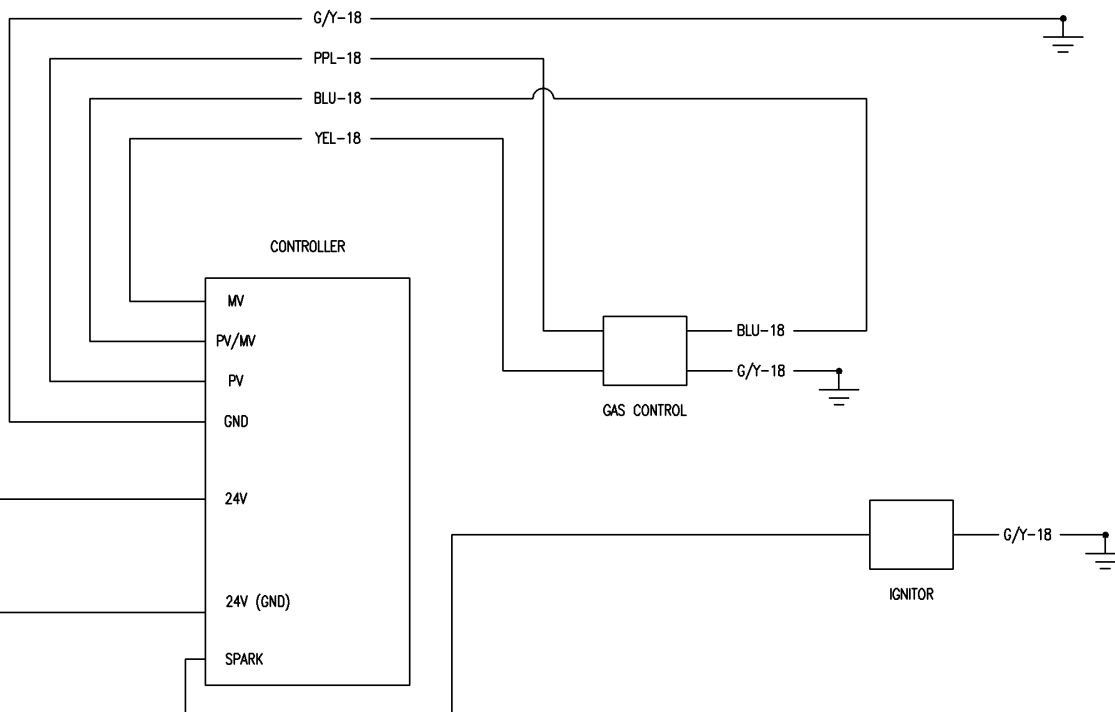 G/Y-18
PPL-18
BLU-18
YEL-18
CONTROLLER
MV
PV/MV
PV
GND
24V
24V (GND)
SPARK
BLU-18
G/Y-18
GAS CONTROL
G/Y-18
IGNITOR